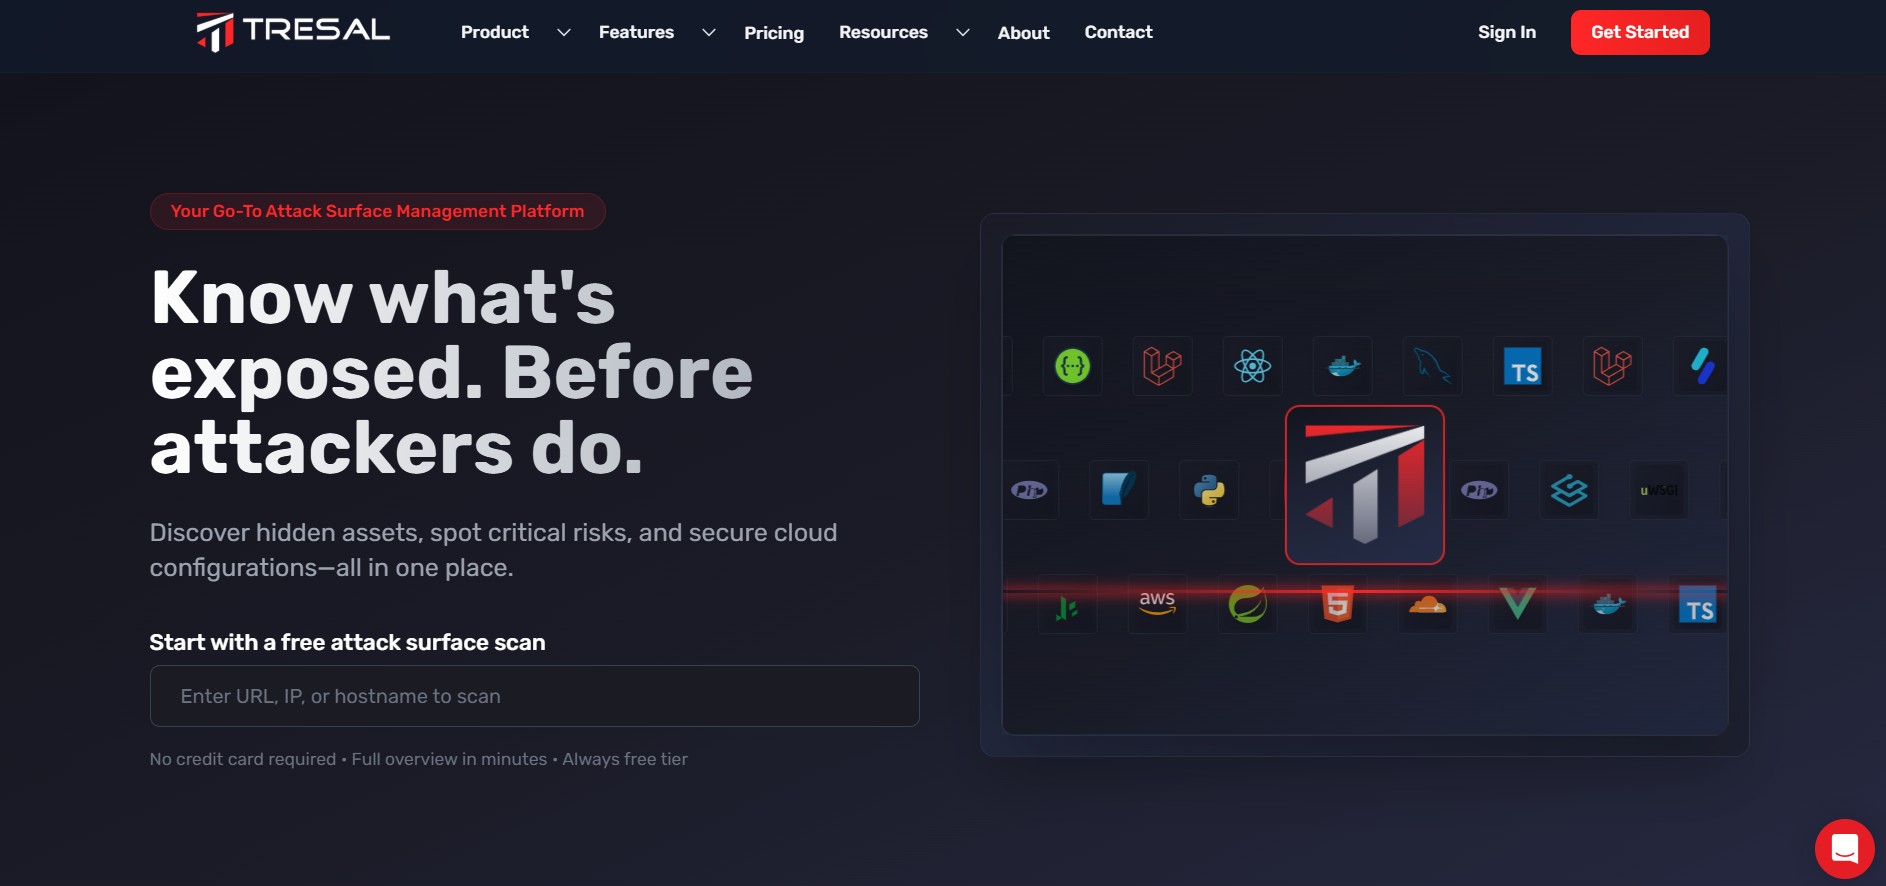 TRESAL
Product
Features
Pricing
Resources
About
Contact
Sign In
Get Started
Your Go-To Attack Surface Management Platform
Know what's
exposed. Before
attackers do.
Discover hidden assets, spot critical risks, and secure cloud
configurations—all in one place.
Start with a free attack surface scan
Enter URL, IP, or hostname to scan
No credit card required • Full overview in minutes • Always free tier
{···}
TS
PIP
PIP
uWSGI
aws
5
TS